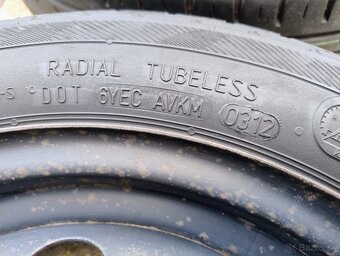 RADIAL TUBELESS
-S DOT 6YEC AVKM 0312